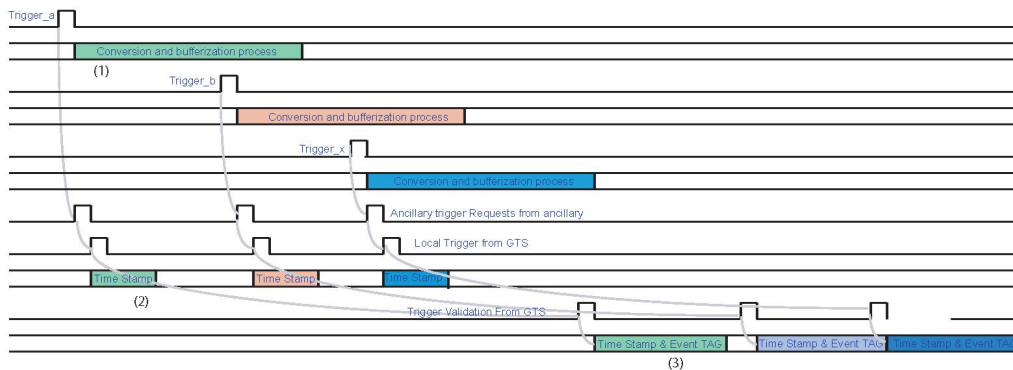 Trigger_a
Conversion and bufferization process
(1)
Trigger_b
Conversion and bufferization process
Trigger_x
Conversion and bufferization process
Ancillary trigger Requests from ancillary
Local Trigger from GTS
Time Stamp Time Stamp Time Stamp
(2)
Trigger Validation From GTS
Time Stamp & Event TAG Time Stamp & Event TAG Time Stamp & Event TAG
(3)